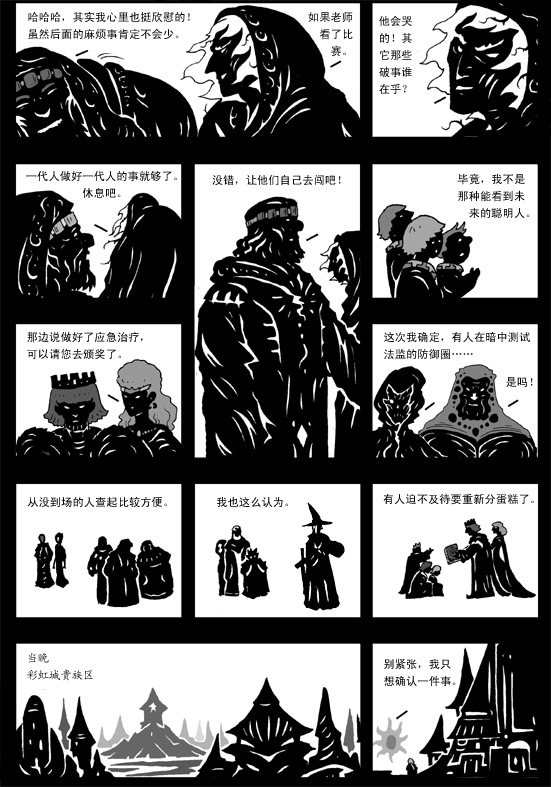 哈哈哈，其实我心里也挺欣慰的！
虽然后面的麻烦事肯定不会少。
如果老师
看了比
赛。
他会哭
的！其
它那些
破事谁
在乎？
一代人做好一代人的事就够了。
休息吧。
没错，让他们自己去闯吧！
毕竟，我不是
那种能看到未
来的聪明人。
那边说做好了应急治疗，
可以请您去颁奖了。
这次我确定，有人在暗中测试
法监的防御圈……
是吗！
从没到场的人查起比较方便。
我也这么认为。
有人迫不及待要重新分蛋糕了。
当晚
彩虹城贵族区
别紧张，我只
想确认一件事。